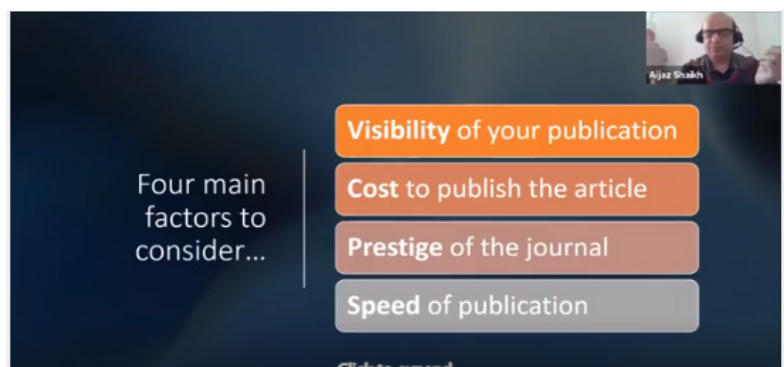 Aijaz Shaikh
Four main
factors to
consider...
Visibility of your publication
Cost to publish the article
Prestige of the journal
Speed of publication